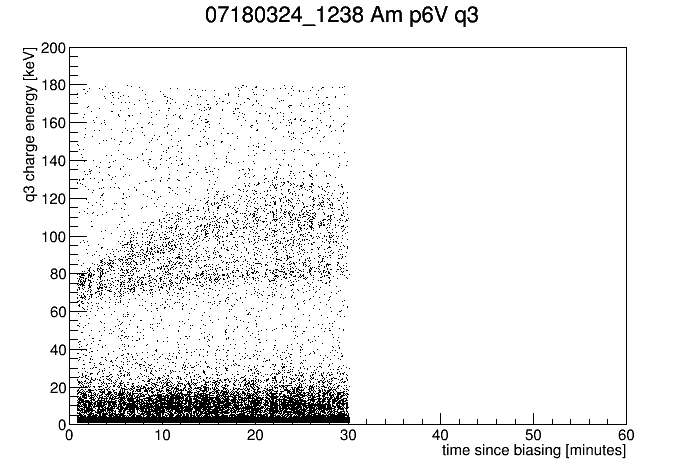 07180324_1238 Am p6V q3
q3 charge energy [keV]
200
180
160
140
120
100
80
60
40
20
0
0 10 20 30 40 50 60
time since biasing [minutes]